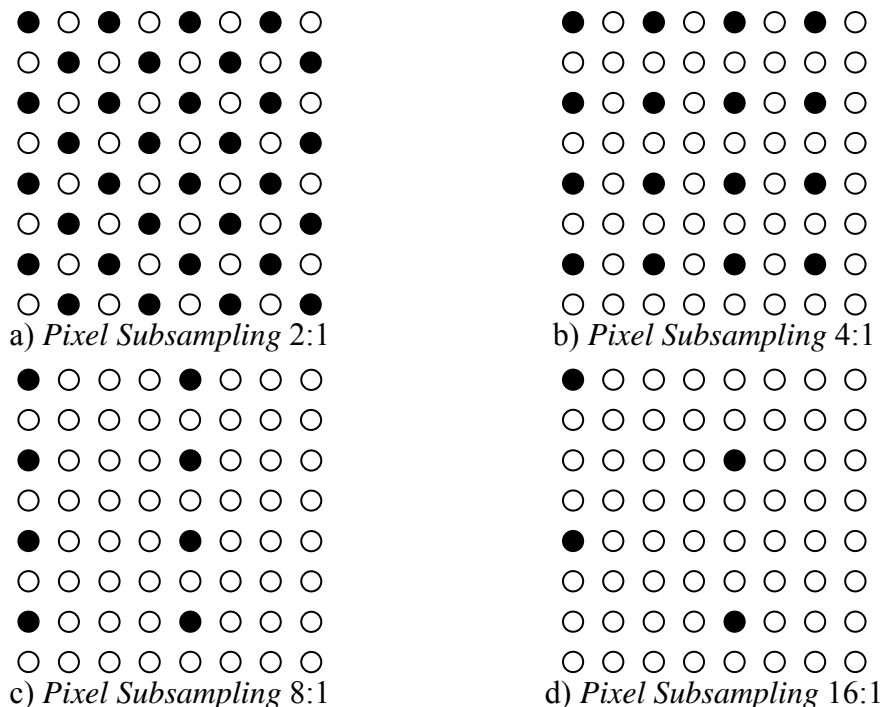 a) Pixel Subsampling 2:1
b) Pixel Subsampling 4:1
c) Pixel Subsampling 8:1
d) Pixel Subsampling 16:1